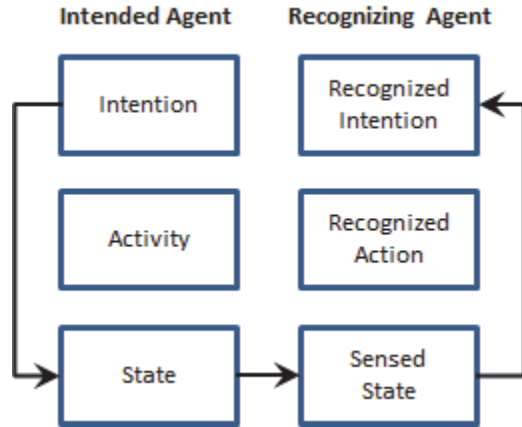 Intended Agent
Recognizing Agent
Intention
Recognized
Intention
Activity
Recognized
Action
State
Sensed
State